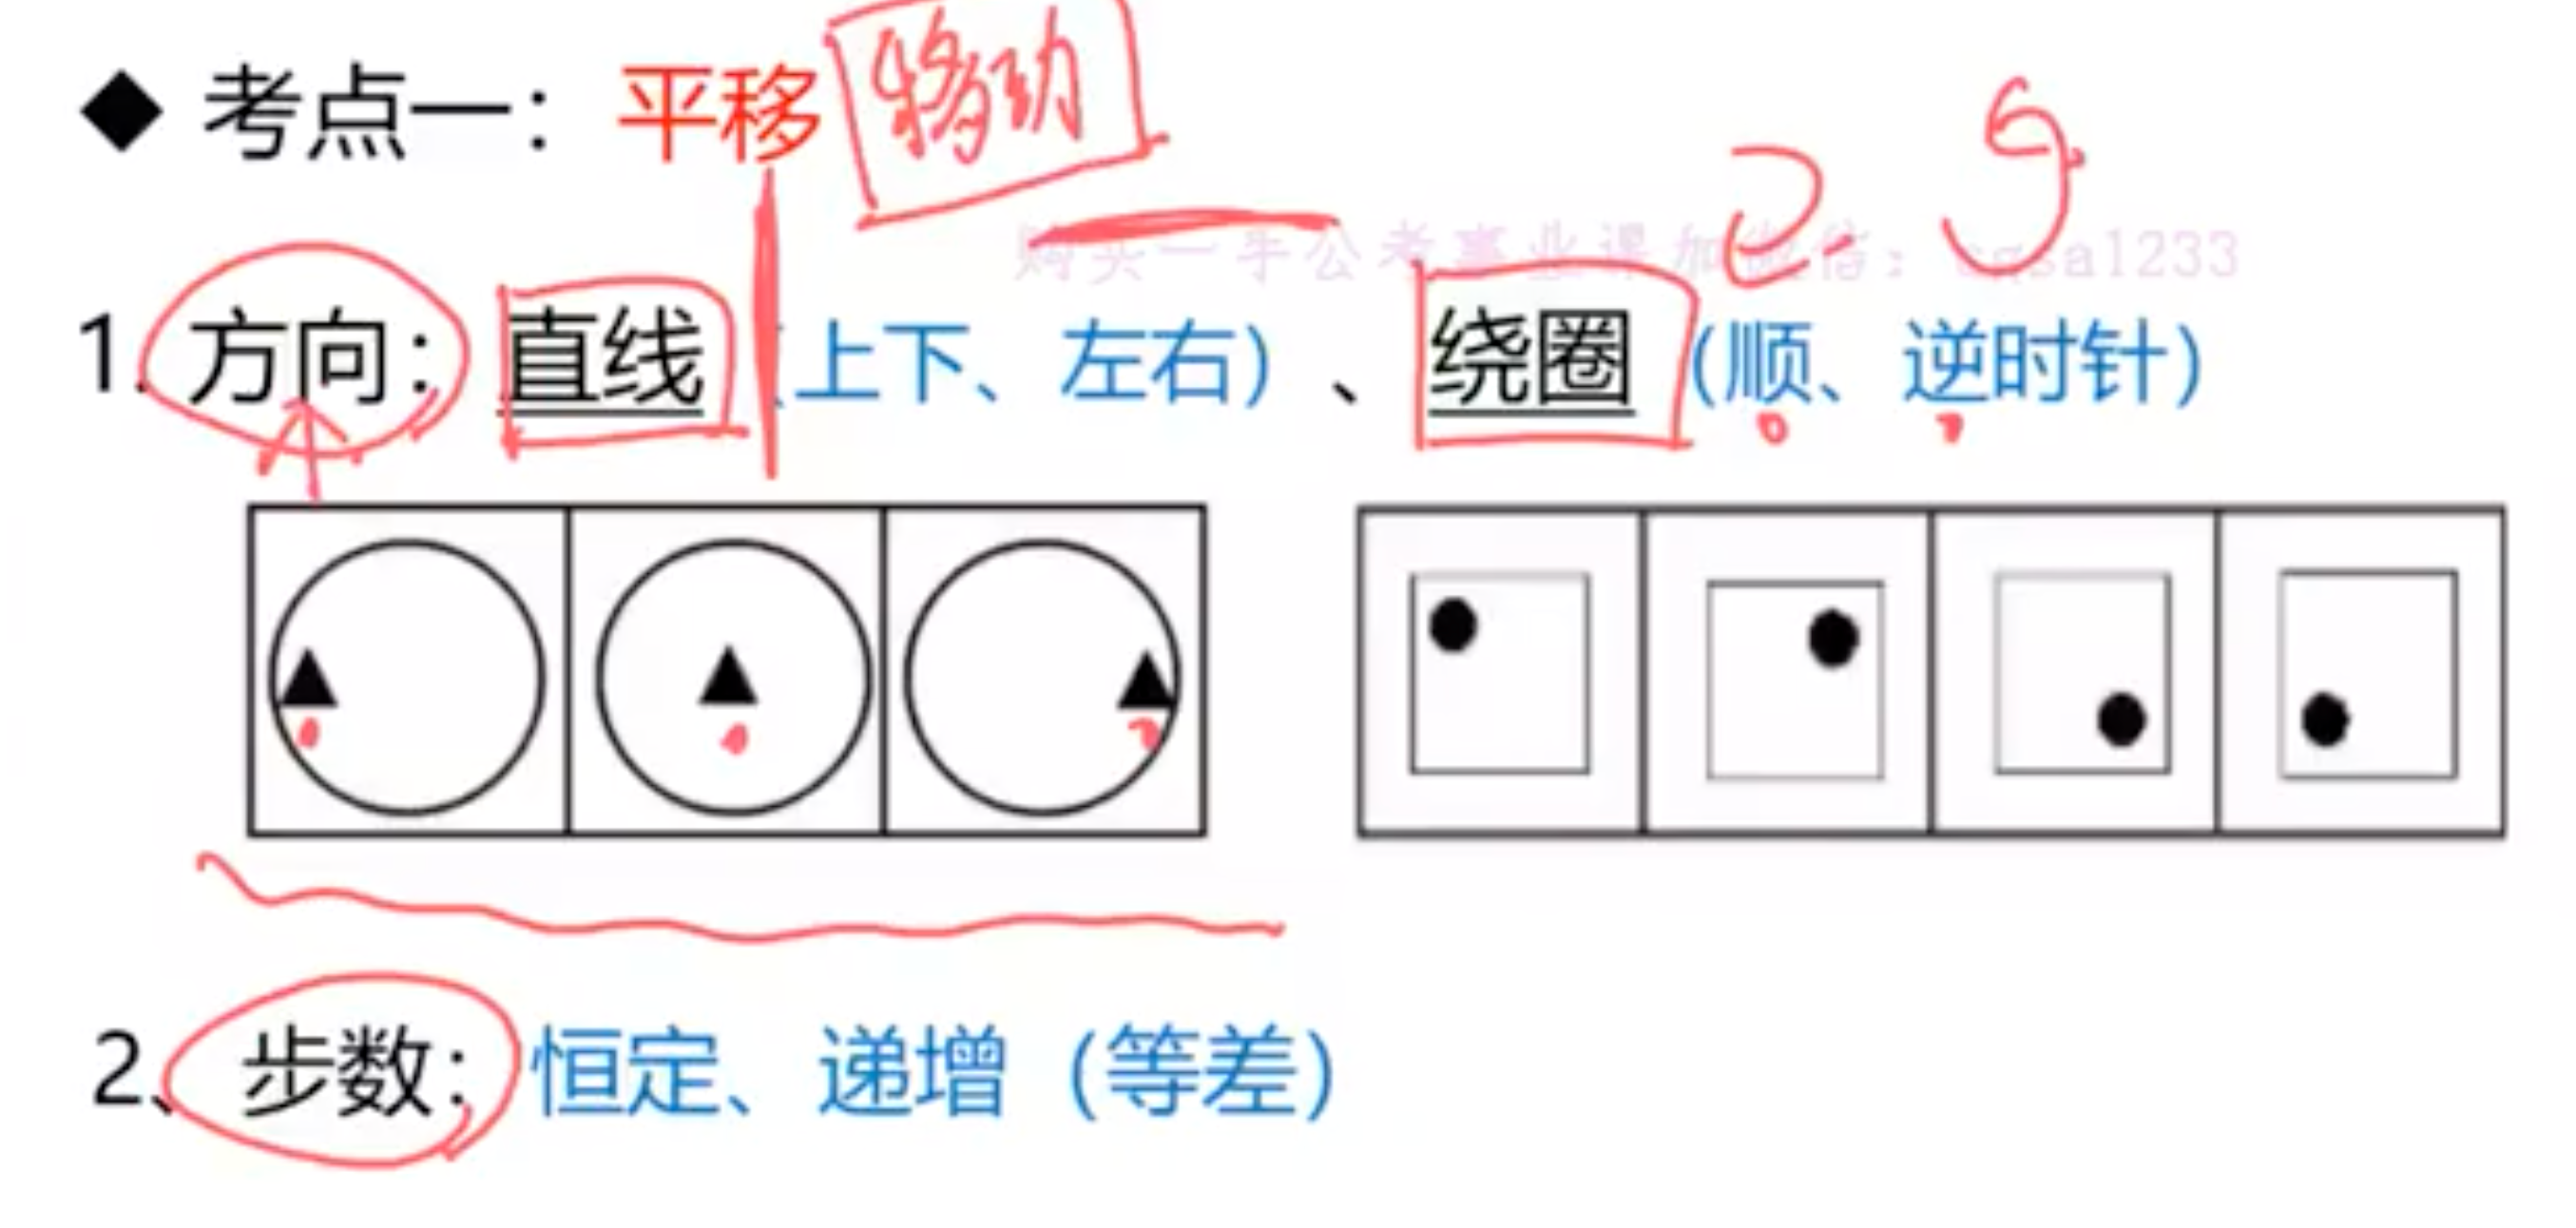 ◆ 考点一：平移 移动
购买一手公考事业课加微信：
1. 方向：直线（上下、左右）、绕圈（顺、逆时针）
2、步数：恒定、递增（等差）